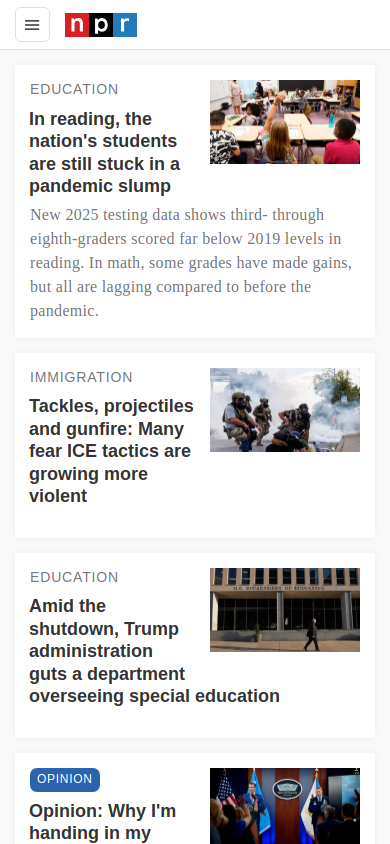 npr
EDUCATION
In reading, the
nation's students
are still stuck in a
pandemic slump
New 2025 testing data shows third- through
eighth-graders scored far below 2019 levels in
reading. In math, some grades have made gains,
but all are lagging compared to before the
pandemic.
IMMIGRATION
Tackles, projectiles
and gunfire: Many
fear ICE tactics are
growing more
violent
EDUCATION
Amid the
shutdown, Trump
administration
guts a department
overseeing special education
OPINION
Opinion: Why I'm
handing in my